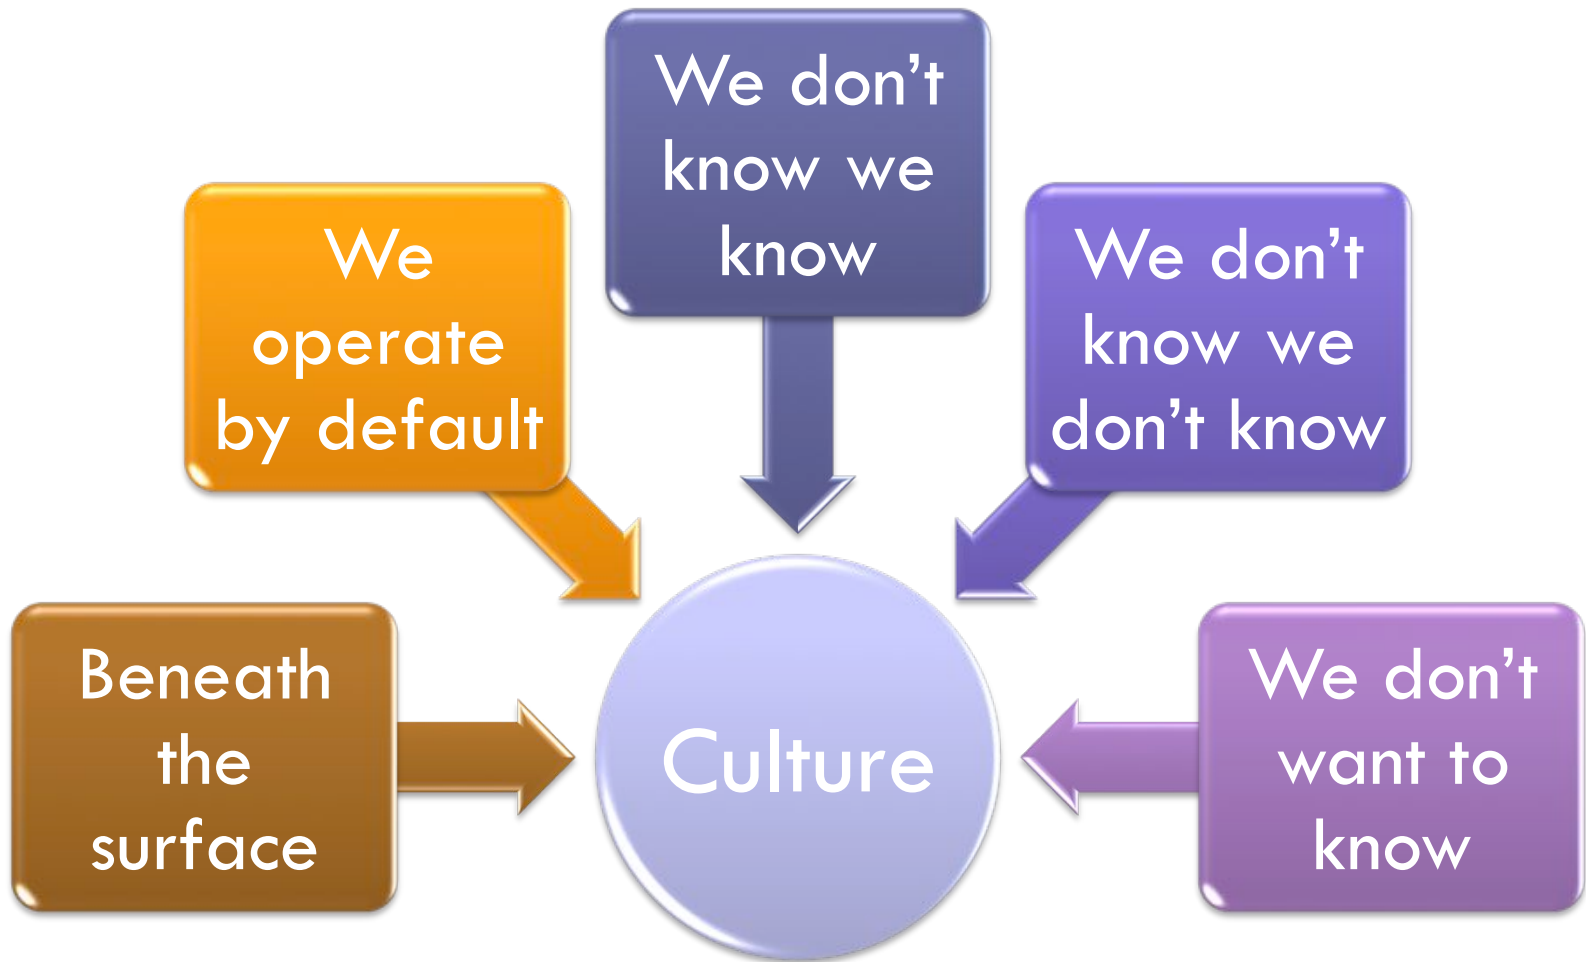 Beneath
the
surface
We
operate
by default
We don’t
know we
know
We don’t
know we
don’t know
We don’t
want to
know
Culture